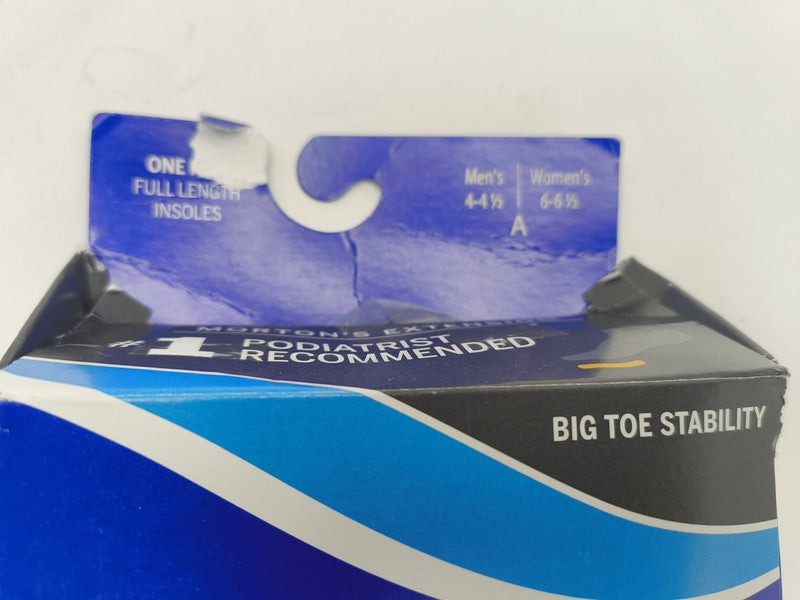 ONE
FULL LENGTH
INSOLES
Men's
4-4 ½
Women's
6-6 ½
A
MORTON'S
#1 PODIATRIST
RECOMMENDED
BIG TOE STABILITY